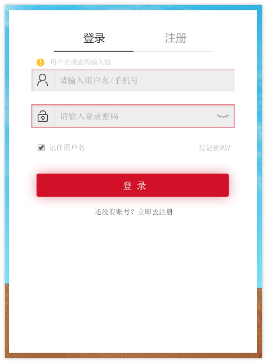 登录 注册
用户名或密码输入错
请输入用户名/手机号
请输入登录密码
记住用户名 忘记密码?
登 录
还没有账号? 立即去注册